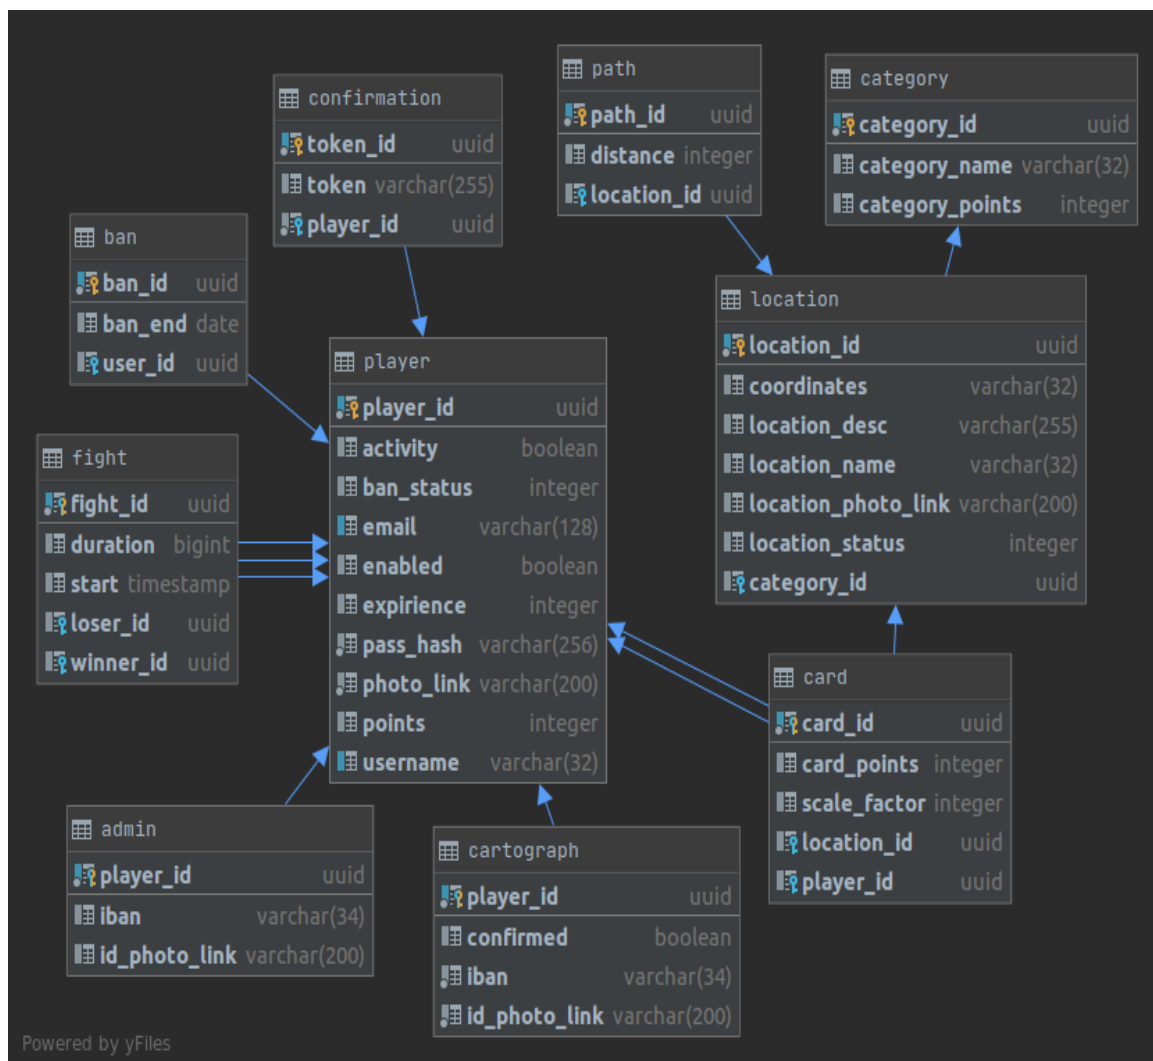 confirmation
token_id uuid
token varchar(255)
player_id uuid
path
path_id uuid
distance integer
location_id uuid
category
category_id uuid
category_name varchar(32)
category_points integer
ban
ban_id uuid
ban_end date
user_id uuid
location
location_id uuid
coordinates varchar(32)
location_desc varchar(255)
location_name varchar(32)
location_photo_link varchar(200)
location_status integer
category_id uuid
player
player_id uuid
activity boolean
ban_status integer
email varchar(128)
enabled boolean
expirience integer
pass_hash varchar(256)
photo_link varchar(200)
points integer
username varchar(32)
fight
fight_id uuid
duration bigint
start timestamp
loser_id uuid
winner_id uuid
card
card_id uuid
card_points integer
scale_factor integer
location_id uuid
player_id uuid
admin
player_id uuid
iban varchar(34)
id_photo_link varchar(200)
cartograph
player_id uuid
confirmed boolean
iban varchar(34)
id_photo_link varchar(200)
Powered by yFiles